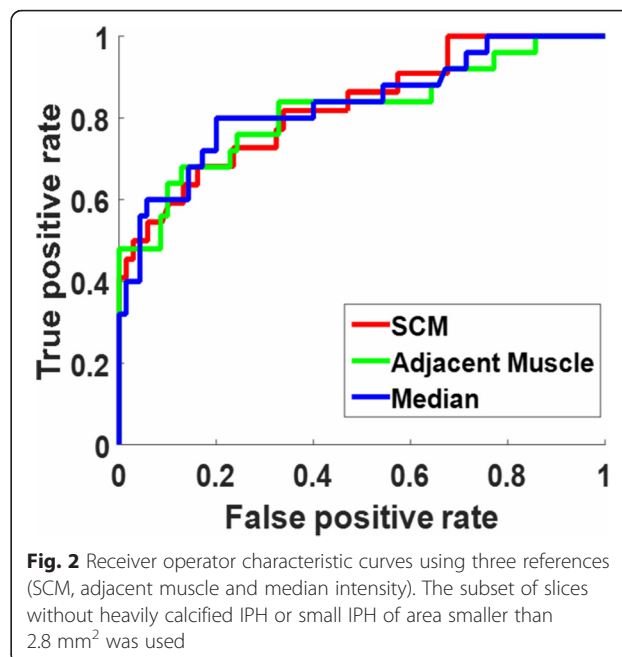 1
0.8
0.6
0.4
0.2
0
True positive rate
SCM
Adjacent Muscle
Median
0 0.2 0.4 0.6 0.8 1
False positive rate
Fig. 2 Receiver operator characteristic curves using three references
(SCM, adjacent muscle and median intensity). The subset of slices
without heavily calcified IPH or small IPH of area smaller than
2.8 mm² was used